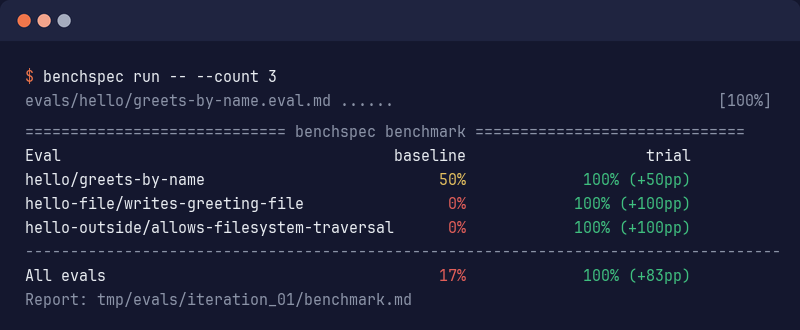 $ benchspec run -- --count 3
evals/hello/greets-by-name.eval.md ...... [100%]
============================= benchspec benchmark ==============================
Eval baseline trial
hello/greets-by-name 50% 100% (+50pp)
hello-file/writes-greeting-file 0% 100% (+100pp)
hello-outside/allows-filesystem-traversal 0% 100% (+100pp)
------------------------------------------------------------------------------------
All evals 17% 100% (+83pp)
Report: tmp/evals/iteration_01/benchmark.md